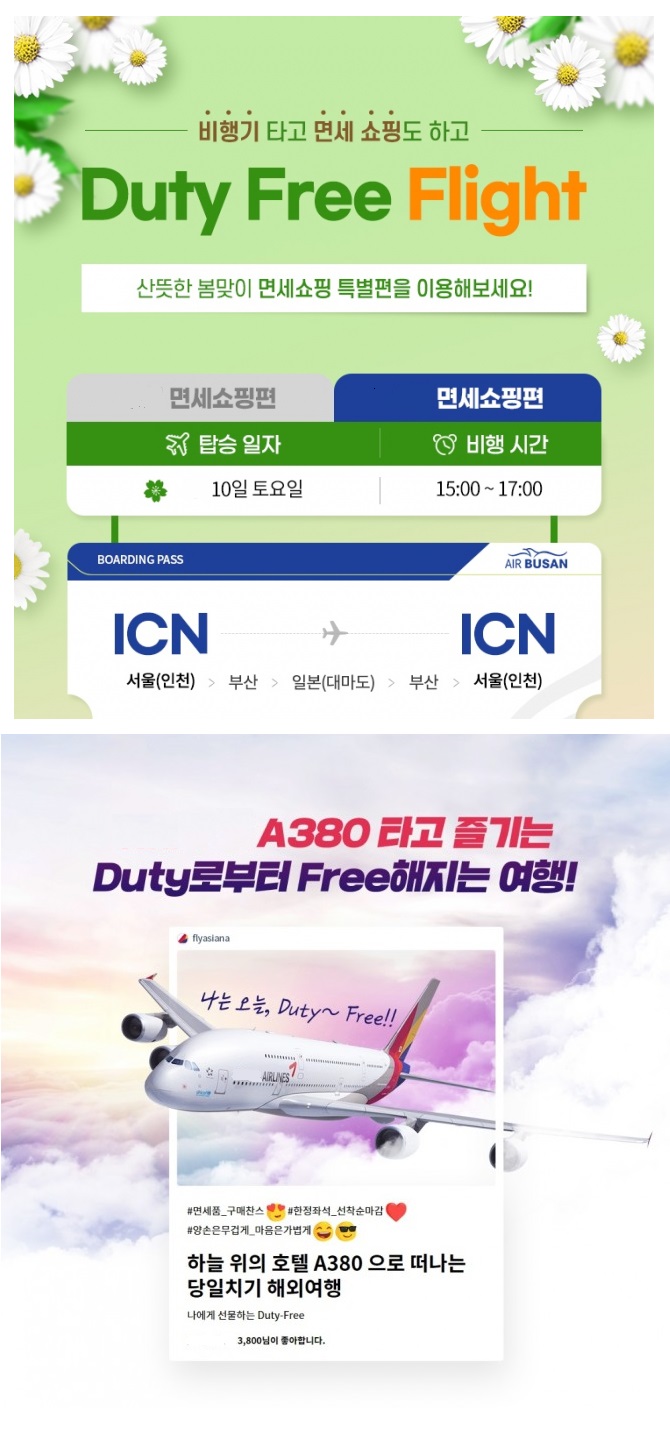 비행기 타고 면세 쇼핑도 하고
Duty Free Flight
산뜻한 봄맞이 면세쇼핑 특별편을 이용해보세요!
면세쇼핑편 면세쇼핑편
탑승 일자 비행 시간
10일 토요일 15:00 ~ 17:00
BOARDING PASS AIR BUSAN
ICN ICN
서울(인천) > 부산 > 일본(대마도) > 부산 > 서울(인천)
A380 타고 즐기는
Duty로부터 Free해지는 여행!
flyasiana
나는 오늘, Duty~ Free!!
AIRLINES
#면세품_구매찬스😍#한정좌석_선착순마감❤️
#양손은무겁게_마음은가볍게😄😎
하늘 위의 호텔 A380 으로 떠나는
당일치기 해외여행
나에게 선물하는 Duty-Free
3,800님이 좋아합니다.